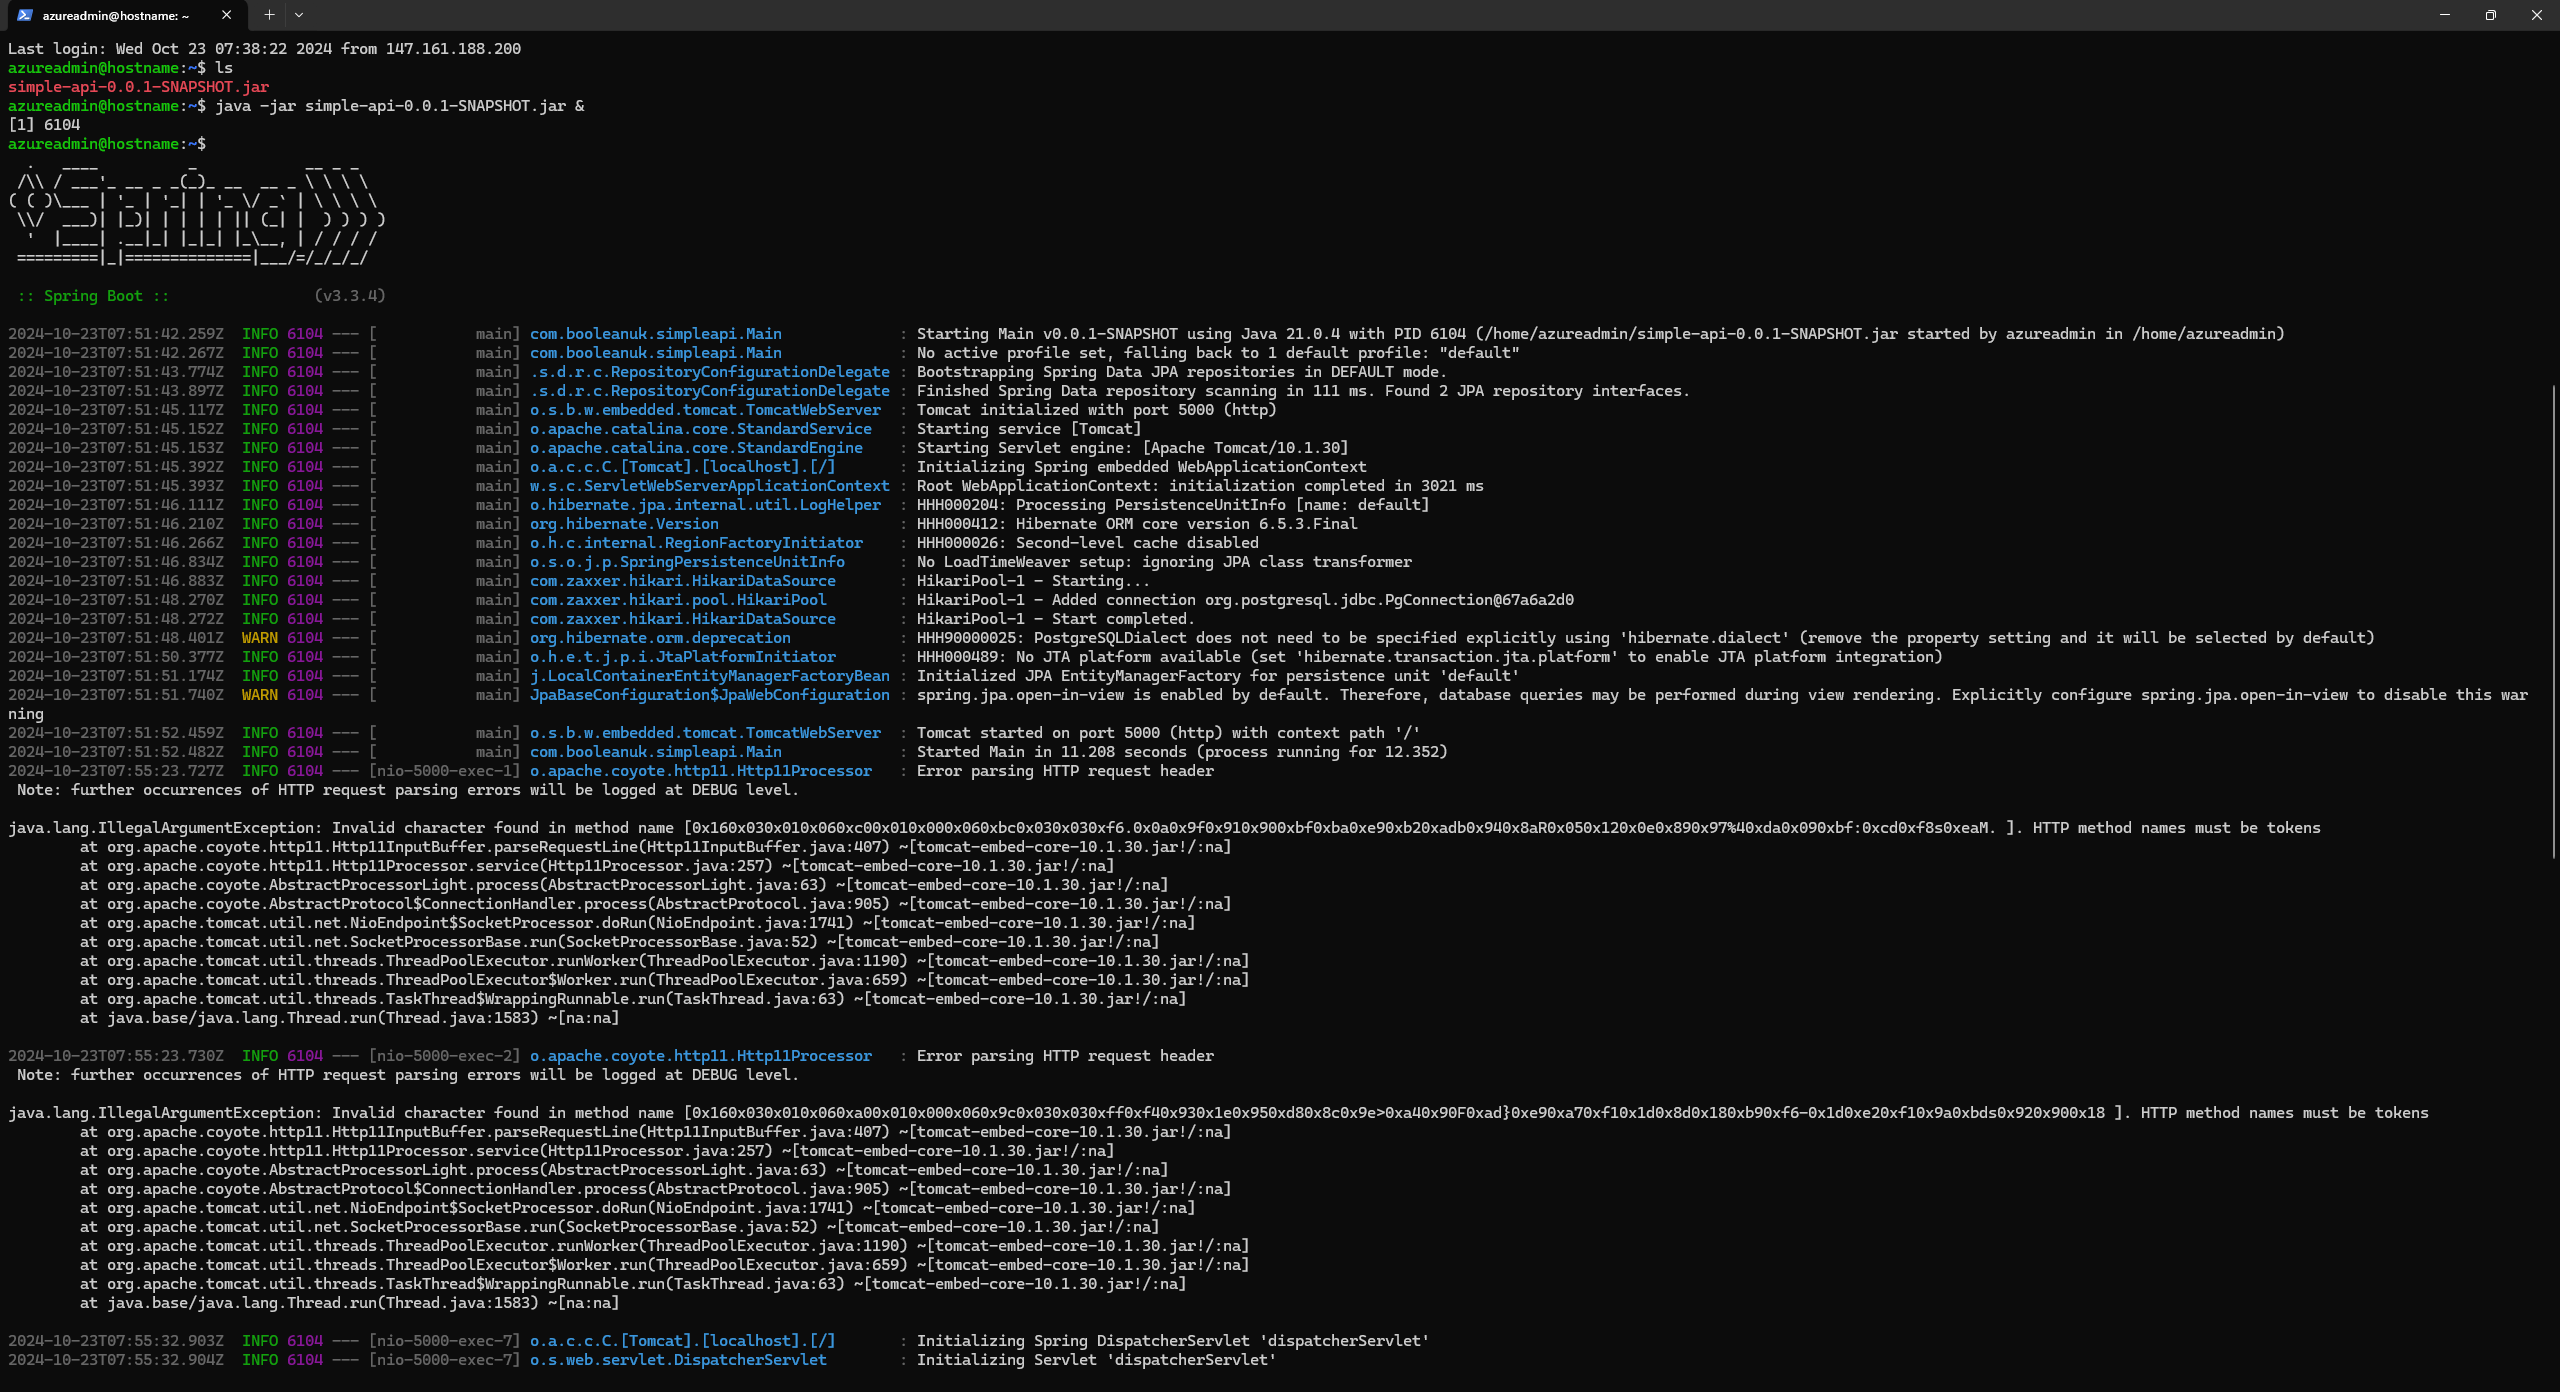 azureadmin@hostname: ~
Last login: Wed Oct 23 07:38:22 2024 from 147.161.188.200
azureadmin@hostname:~$ ls
simple-api-0.0.1-SNAPSHOT.jar
azureadmin@hostname:~$ java -jar simple-api-0.0.1-SNAPSHOT.jar &
[1] 6104
azureadmin@hostname:~$
  .   ____          _            __ _ _
 /\\ / ___'_ __ _ _(_)_ __  __ _ \ \ \ \
( ( )\___ | '_ | '_| | '_ \/ _` | \ \ \ \
 \\/  ___)| |_)| | | | | || (_| |  ) ) ) )
  '  |____| .__|_| |_|_| |_\__, | / / / /
 =========|_|==============|___/=/_/_/_/
 :: Spring Boot ::                (v3.3.4)
2024-10-23T07:51:42.259Z  INFO 6104 --- [           main] com.booleanuk.simpleapi.Main             : Starting Main v0.0.1-SNAPSHOT using Java 21.0.4 with PID 6104 (/home/azureadmin/simple-api-0.0.1-SNAPSHOT.jar started by azureadmin in /home/azureadmin)
2024-10-23T07:51:42.267Z  INFO 6104 --- [           main] com.booleanuk.simpleapi.Main             : No active profile set, falling back to 1 default profile: "default"
2024-10-23T07:51:43.774Z  INFO 6104 --- [           main] .s.d.r.c.RepositoryConfigurationDelegate : Bootstrapping Spring Data JPA repositories in DEFAULT mode.
2024-10-23T07:51:43.897Z  INFO 6104 --- [           main] .s.d.r.c.RepositoryConfigurationDelegate : Finished Spring Data repository scanning in 111 ms. Found 2 JPA repository interfaces.
2024-10-23T07:51:45.117Z  INFO 6104 --- [           main] o.s.b.w.embedded.tomcat.TomcatWebServer  : Tomcat initialized with port 5000 (http)
2024-10-23T07:51:45.152Z  INFO 6104 --- [           main] o.apache.catalina.core.StandardService   : Starting service [Tomcat]
2024-10-23T07:51:45.153Z  INFO 6104 --- [           main] o.apache.catalina.core.StandardEngine    : Starting Servlet engine: [Apache Tomcat/10.1.30]
2024-10-23T07:51:45.392Z  INFO 6104 --- [           main] o.a.c.c.C.[Tomcat].[localhost].[/]       : Initializing Spring embedded WebApplicationContext
2024-10-23T07:51:45.393Z  INFO 6104 --- [           main] w.s.c.ServletWebServerApplicationContext : Root WebApplicationContext: initialization completed in 3021 ms
2024-10-23T07:51:46.111Z  INFO 6104 --- [           main] o.hibernate.jpa.internal.util.LogHelper  : HHH000204: Processing PersistenceUnitInfo [name: default]
2024-10-23T07:51:46.210Z  INFO 6104 --- [           main] org.hibernate.Version                    : HHH000412: Hibernate ORM core version 6.5.3.Final
2024-10-23T07:51:46.266Z  INFO 6104 --- [           main] o.h.c.internal.RegionFactoryInitiator    : HHH000026: Second-level cache disabled
2024-10-23T07:51:46.834Z  INFO 6104 --- [           main] o.s.o.j.p.SpringPersistenceUnitInfo      : No LoadTimeWeaver setup: ignoring JPA class transformer
2024-10-23T07:51:46.883Z  INFO 6104 --- [           main] com.zaxxer.hikari.HikariDataSource       : HikariPool-1 - Starting...
2024-10-23T07:51:48.270Z  INFO 6104 --- [           main] com.zaxxer.hikari.pool.HikariPool        : HikariPool-1 - Added connection org.postgresql.jdbc.PgConnection@67a6a2d0
2024-10-23T07:51:48.272Z  INFO 6104 --- [           main] com.zaxxer.hikari.HikariDataSource       : HikariPool-1 - Start completed.
2024-10-23T07:51:48.401Z  WARN 6104 --- [           main] org.hibernate.orm.deprecation            : HHH90000025: PostgreSQLDialect does not need to be specified explicitly using 'hibernate.dialect' (remove the property setting and it will be selected by default)
2024-10-23T07:51:50.377Z  INFO 6104 --- [           main] o.h.e.t.j.p.i.JtaPlatformInitiator       : HHH000489: No JTA platform available (set 'hibernate.transaction.jta.platform' to enable JTA platform integration)
2024-10-23T07:51:51.174Z  INFO 6104 --- [           main] j.LocalContainerEntityManagerFactoryBean : Initialized JPA EntityManagerFactory for persistence unit 'default'
2024-10-23T07:51:51.740Z  WARN 6104 --- [           main] JpaBaseConfiguration$JpaWebConfiguration : spring.jpa.open-in-view is enabled by default. Therefore, database queries may be performed during view rendering. Explicitly configure spring.jpa.open-in-view to disable this war
ning
2024-10-23T07:51:52.459Z  INFO 6104 --- [           main] o.s.b.w.embedded.tomcat.TomcatWebServer  : Tomcat started on port 5000 (http) with context path '/'
2024-10-23T07:51:52.482Z  INFO 6104 --- [           main] com.booleanuk.simpleapi.Main             : Started Main in 11.208 seconds (process running for 12.352)
2024-10-23T07:55:23.727Z  INFO 6104 --- [nio-5000-exec-1] o.apache.coyote.http11.Http11Processor   : Error parsing HTTP request header
 Note: further occurrences of HTTP request parsing errors will be logged at DEBUG level.
java.lang.IllegalArgumentException: Invalid character found in method name [0x160x030x010x060xc00x010x000x060xbc0x030x030xf6.0x0a0x9f0x910x900xbf0xba0xe90xb20xadb0x940x8aR0x050x120x0e0x890x97%40xda0x090xbf:0xcd0xf8s0xeaM. ]. HTTP method names must be tokens
        at org.apache.coyote.http11.Http11InputBuffer.parseRequestLine(Http11InputBuffer.java:407) ~[tomcat-embed-core-10.1.30.jar!/:na]
        at org.apache.coyote.http11.Http11Processor.service(Http11Processor.java:257) ~[tomcat-embed-core-10.1.30.jar!/:na]
        at org.apache.coyote.AbstractProcessorLight.process(AbstractProcessorLight.java:63) ~[tomcat-embed-core-10.1.30.jar!/:na]
        at org.apache.coyote.AbstractProtocol$ConnectionHandler.process(AbstractProtocol.java:905) ~[tomcat-embed-core-10.1.30.jar!/:na]
        at org.apache.tomcat.util.net.NioEndpoint$SocketProcessor.doRun(NioEndpoint.java:1741) ~[tomcat-embed-core-10.1.30.jar!/:na]
        at org.apache.tomcat.util.net.SocketProcessorBase.run(SocketProcessorBase.java:52) ~[tomcat-embed-core-10.1.30.jar!/:na]
        at org.apache.tomcat.util.threads.ThreadPoolExecutor.runWorker(ThreadPoolExecutor.java:1190) ~[tomcat-embed-core-10.1.30.jar!/:na]
        at org.apache.tomcat.util.threads.ThreadPoolExecutor$Worker.run(ThreadPoolExecutor.java:659) ~[tomcat-embed-core-10.1.30.jar!/:na]
        at org.apache.tomcat.util.threads.TaskThread$WrappingRunnable.run(TaskThread.java:63) ~[tomcat-embed-core-10.1.30.jar!/:na]
        at java.base/java.lang.Thread.run(Thread.java:1583) ~[na:na]
2024-10-23T07:55:23.730Z  INFO 6104 --- [nio-5000-exec-2] o.apache.coyote.http11.Http11Processor   : Error parsing HTTP request header
 Note: further occurrences of HTTP request parsing errors will be logged at DEBUG level.
java.lang.IllegalArgumentException: Invalid character found in method name [0x160x030x010x060xa00x010x000x060x9c0x030x030xff0xf40x930x1e0x950xd80x8c0x9e>0xa40x90F0xad}0xe90xa70xf10x1d0x8d0x180xb90xf6-0x1d0xe20xf10x9a0xbds0x920x900x18 ]. HTTP method names must be tokens
        at org.apache.coyote.http11.Http11InputBuffer.parseRequestLine(Http11InputBuffer.java:407) ~[tomcat-embed-core-10.1.30.jar!/:na]
        at org.apache.coyote.http11.Http11Processor.service(Http11Processor.java:257) ~[tomcat-embed-core-10.1.30.jar!/:na]
        at org.apache.coyote.AbstractProcessorLight.process(AbstractProcessorLight.java:63) ~[tomcat-embed-core-10.1.30.jar!/:na]
        at org.apache.coyote.AbstractProtocol$ConnectionHandler.process(AbstractProtocol.java:905) ~[tomcat-embed-core-10.1.30.jar!/:na]
        at org.apache.tomcat.util.net.NioEndpoint$SocketProcessor.doRun(NioEndpoint.java:1741) ~[tomcat-embed-core-10.1.30.jar!/:na]
        at org.apache.tomcat.util.net.SocketProcessorBase.run(SocketProcessorBase.java:52) ~[tomcat-embed-core-10.1.30.jar!/:na]
        at org.apache.tomcat.util.threads.ThreadPoolExecutor.runWorker(ThreadPoolExecutor.java:1190) ~[tomcat-embed-core-10.1.30.jar!/:na]
        at org.apache.tomcat.util.threads.ThreadPoolExecutor$Worker.run(ThreadPoolExecutor.java:659) ~[tomcat-embed-core-10.1.30.jar!/:na]
        at org.apache.tomcat.util.threads.TaskThread$WrappingRunnable.run(TaskThread.java:63) ~[tomcat-embed-core-10.1.30.jar!/:na]
        at java.base/java.lang.Thread.run(Thread.java:1583) ~[na:na]
2024-10-23T07:55:32.903Z  INFO 6104 --- [nio-5000-exec-7] o.a.c.c.C.[Tomcat].[localhost].[/]       : Initializing Spring DispatcherServlet 'dispatcherServlet'
2024-10-23T07:55:32.904Z  INFO 6104 --- [nio-5000-exec-7] o.s.web.servlet.DispatcherServlet        : Initializing Servlet 'dispatcherServlet'